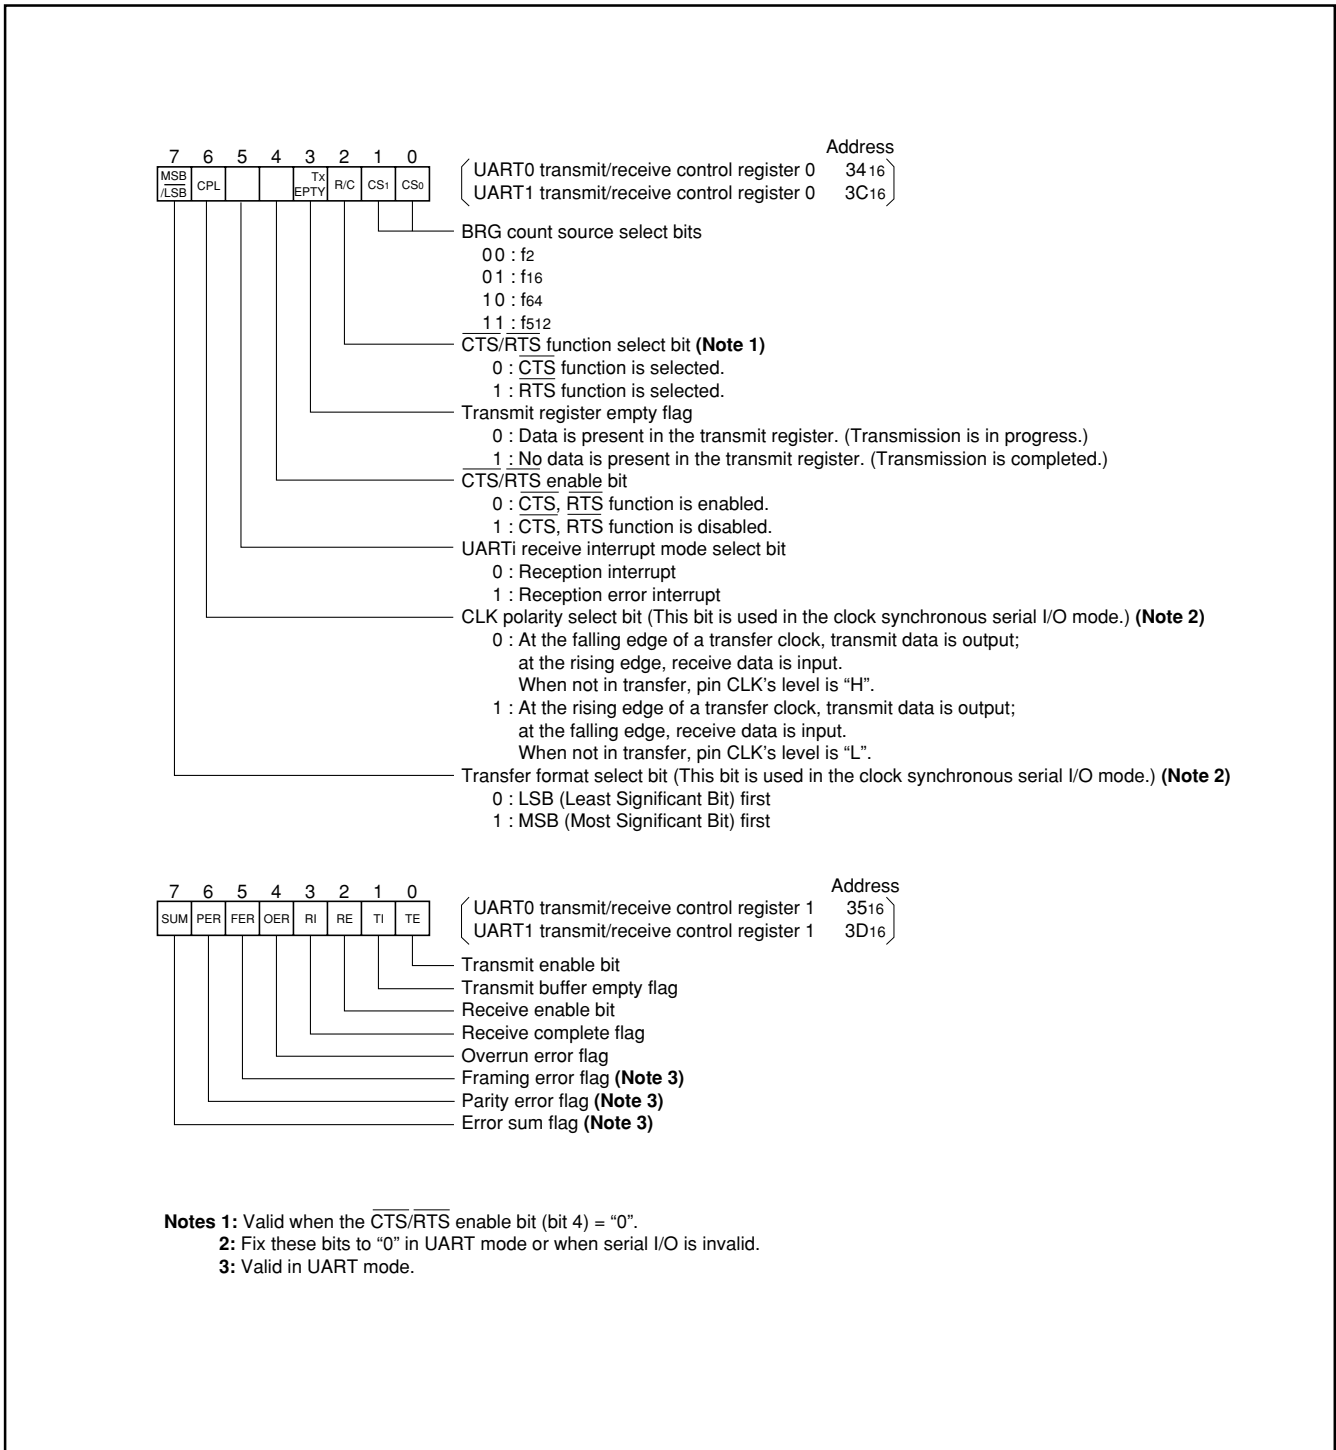 Address
7 6 5 4 3 2 1 0
MSB/LSB CPL Tx EPTY R/C CS1 CS0
UART0 transmit/receive control register 0 3416
UART1 transmit/receive control register 0 3C16
BRG count source select bits
0 0 : f2
0 1 : f16
1 0 : f64
1 1 : f512
CTS/RTS function select bit (Note 1)
0 : CTS function is selected.
1 : RTS function is selected.
Transmit register empty flag
0 : Data is present in the transmit register. (Transmission is in progress.)
1 : No data is present in the transmit register. (Transmission is completed.)
CTS/RTS enable bit
0 : CTS, RTS function is enabled.
1 : CTS, RTS function is disabled.
UARTi receive interrupt mode select bit
0 : Reception interrupt
1 : Reception error interrupt
CLK polarity select bit (This bit is used in the clock synchronous serial I/O mode.) (Note 2)
0 : At the falling edge of a transfer clock, transmit data is output;
at the rising edge, receive data is input.
When not in transfer, pin CLK’s level is “H”.
1 : At the rising edge of a transfer clock, transmit data is output;
at the falling edge, receive data is input.
When not in transfer, pin CLK’s level is “L”.
Transfer format select bit (This bit is used in the clock synchronous serial I/O mode.) (Note 2)
0 : LSB (Least Significant Bit) first
1 : MSB (Most Significant Bit) first
Address
7 6 5 4 3 2 1 0
SUM PER FER OER RI RE TI TE
UART0 transmit/receive control register 1 3516
UART1 transmit/receive control register 1 3D16
Transmit enable bit
Transmit buffer empty flag
Receive enable bit
Receive complete flag
Overrun error flag
Framing error flag (Note 3)
Parity error flag (Note 3)
Error sum flag (Note 3)
Notes 1: Valid when the CTS/RTS enable bit (bit 4) = “0”.
2: Fix these bits to “0” in UART mode or when serial I/O is invalid.
3: Valid in UART mode.